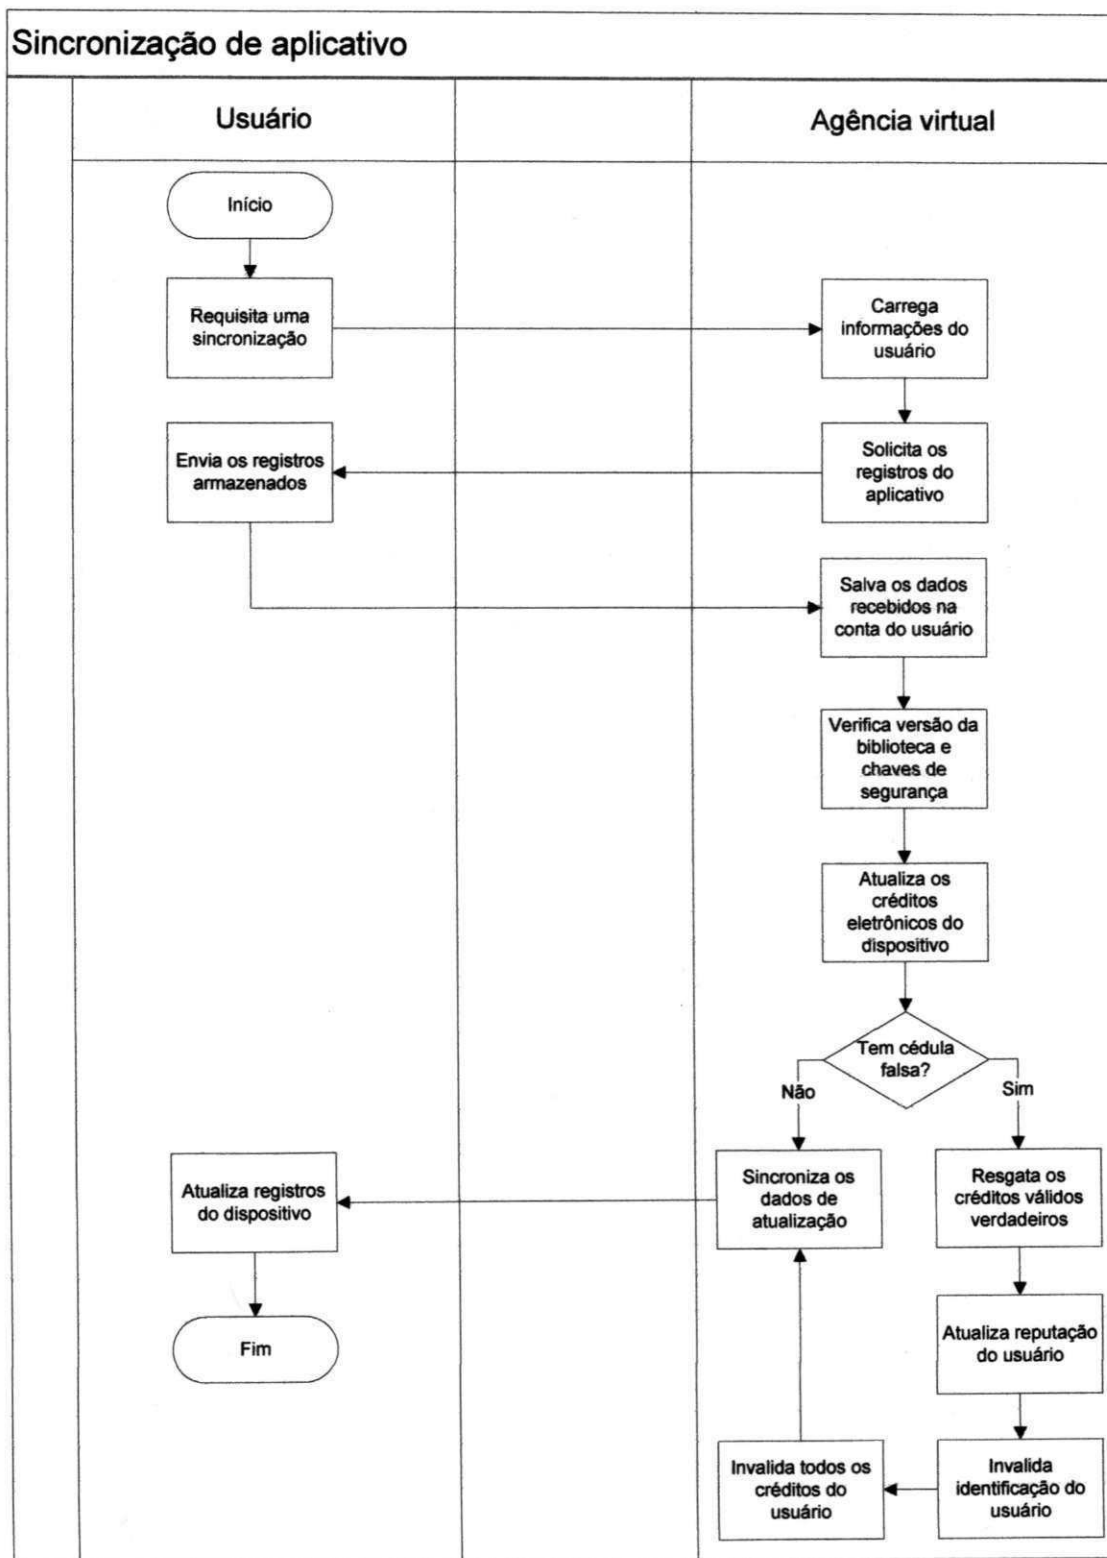 Sincronização de aplicativo
Usuário
Agência virtual
Início
Requisita uma
sincronização
Carrega
informações do
usuário
Envia os registros
armazenados
Solicita os
registros do
aplicativo
Salva os dados
recebidos na
conta do usuário
Verifica versão da
biblioteca e
chaves de
segurança
Atualiza os
créditos
eletrônicos do
dispositivo
Tem cédula
falsa?
Não
Sim
Atualiza registros
do dispositivo
Sincroniza os
dados de
atualização
Resgata os
créditos válidos
verdadeiros
Fim
Atualiza reputação
do usuário
Invalida todos os
créditos do
usuário
Invalida
identificação do
usuário